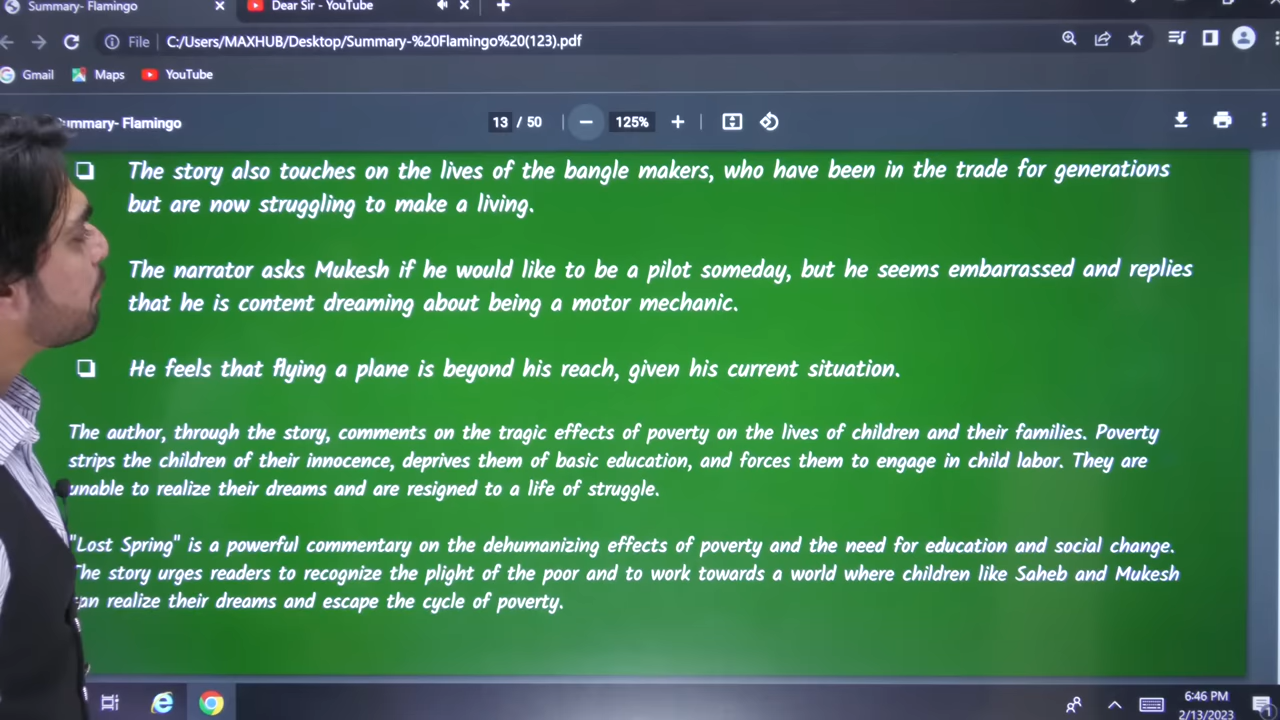 Summary- Flamingo
Dear Sir - YouTube
File C:/Users/MAXHUB/Desktop/Summary-%20Flamingo%20(123).pdf
Gmail Maps YouTube
Summary- Flamingo 13 / 50 125%
The story also touches on the lives of the bangle makers, who have been in the trade for generations
but are now struggling to make a living.
The narrator asks Mukesh if he would like to be a pilot someday, but he seems embarrassed and replies
that he is content dreaming about being a motor mechanic.
He feels that flying a plane is beyond his reach, given his current situation.
The author, through the story, comments on the tragic effects of poverty on the lives of children and their families. Poverty
strips the children of their innocence, deprives them of basic education, and forces them to engage in child labor. They are
unable to realize their dreams and are resigned to a life of struggle.
"Lost Spring" is a powerful commentary on the dehumanizing effects of poverty and the need for education and social change.
The story urges readers to recognize the plight of the poor and to work towards a world where children like Saheb and Mukesh
can realize their dreams and escape the cycle of poverty.
6:46 PM
2/13/2023
1